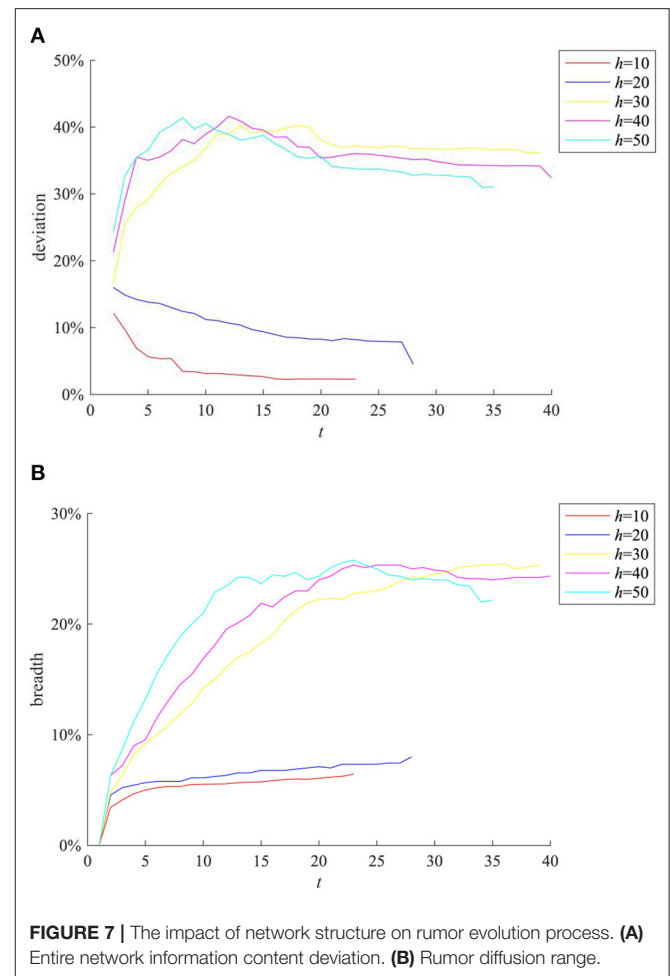 A
50%
40%
30%
20%
10%
0%
deviation
0 5 10 15 20 25 30 35 40
t
h=10
h=20
h=30
h=40
h=50
B
30%
20%
10%
0%
breadth
0 5 10 15 20 25 30 35 40
t
h=10
h=20
h=30
h=40
h=50
FIGURE 7 | The impact of network structure on rumor evolution process. (A)
Entire network information content deviation. (B) Rumor diffusion range.